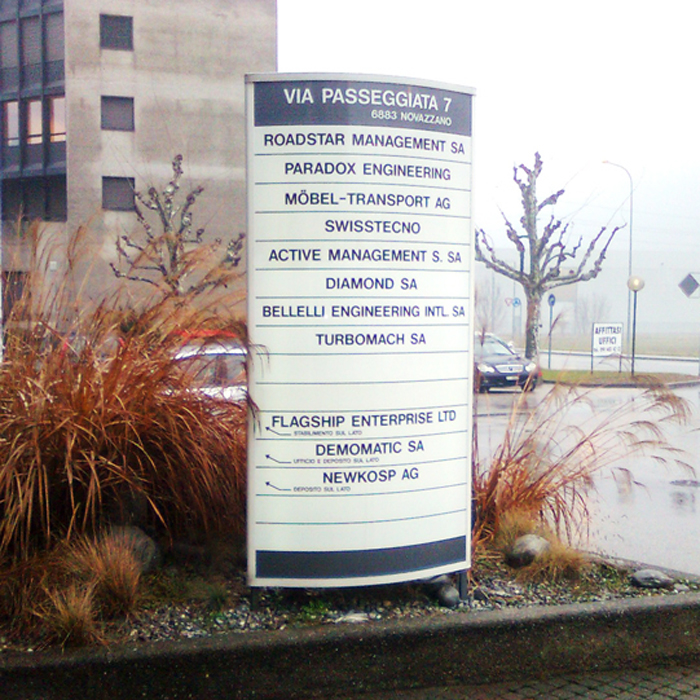 VIA PASSEGGIATA 7
6883 NOVAZZANO
ROADSTAR MANAGEMENT SA
PARADOX ENGINEERING
MÖBEL-TRANSPORT AG
SWISSTECNO
ACTIVE MANAGEMENT S. SA
DIAMOND SA
BELLELLI ENGINEERING INTL. SA
TURBOMACH SA
FLAGSHIP ENTERPRISE LTD
STABILIMENTO SUL LATO
DEMOMATIC SA
UFFICIO E DEPOSITO SUL LATO
NEWKOSP AG
DEPOSITO SUL LATO
AFFITTASI
UFFICI